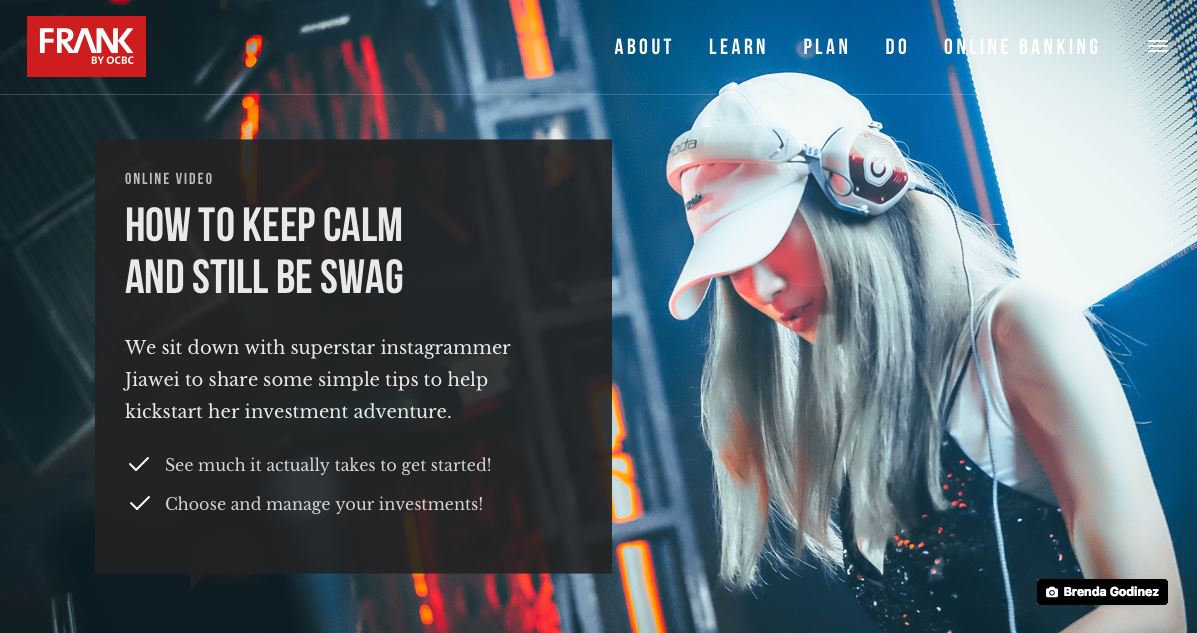 FRANK
BY OCBC
ABOUT LEARN PLAN DO ONLINE BANKING
ONLINE VIDEO
HOW TO KEEP CALM
AND STILL BE SWAG
We sit down with superstar instagrammer
Jiawei to share some simple tips to help
kickstart her investment adventure.
See much it actually takes to get started!
Choose and manage your investments!
Brenda Godinez